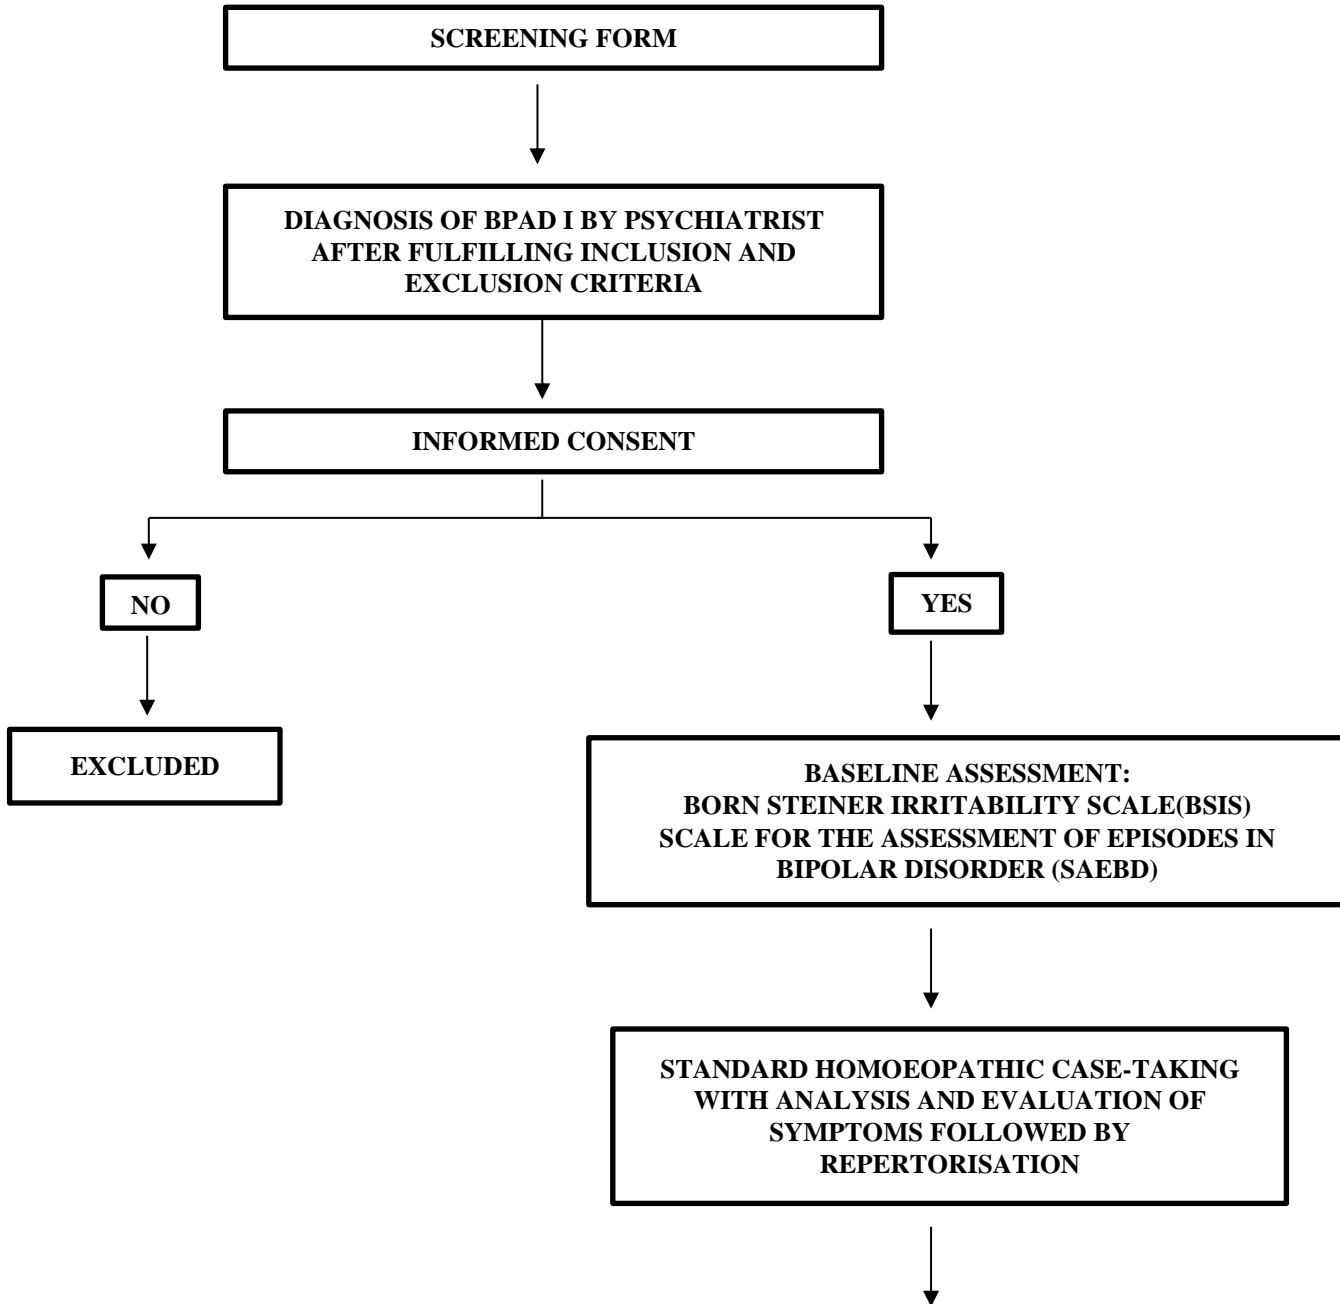 SCREENING FORM
DIAGNOSIS OF BPAD I BY PSYCHIATRIST
AFTER FULFILLING INCLUSION AND
EXCLUSION CRITERIA
INFORMED CONSENT
NO
YES
EXCLUDED
BASELINE ASSESSMENT:
BORN STEINER IRRITABILITY SCALE(BSIS)
SCALE FOR THE ASSESSMENT OF EPISODES IN
BIPOLAR DISORDER (SAEBD)
STANDARD HOMOEOPATHIC CASE-TAKING
WITH ANALYSIS AND EVALUATION OF
SYMPTOMS FOLLOWED BY
REPERTORISATION